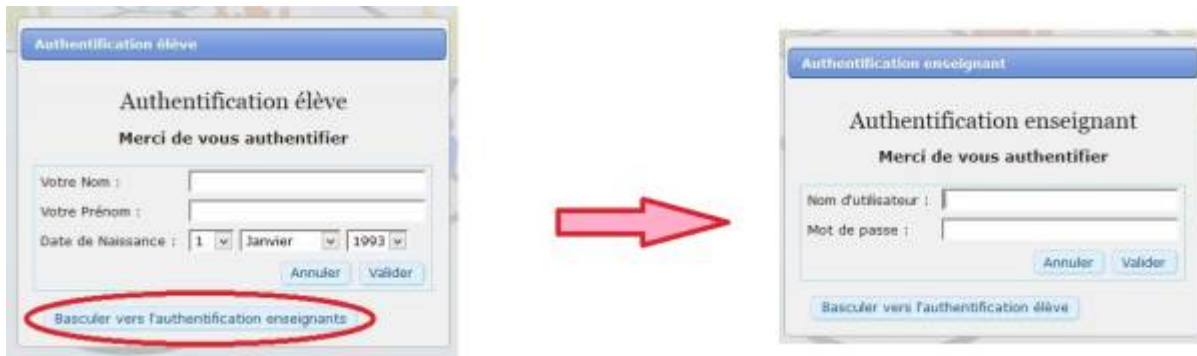 Authentification élève
Authentification élève
Merci de vous authentifier
Votre Nom :
Votre Prénom :
Date de Naissance : 1 Janvier 1993
Annuler Valider
Basculer vers l'authentification enseignants
Authentification enseignant
Authentification enseignant
Merci de vous authentifier
Nom d'utilisateur :
Mot de passe :
Annuler Valider
Basculer vers l'authentification élève